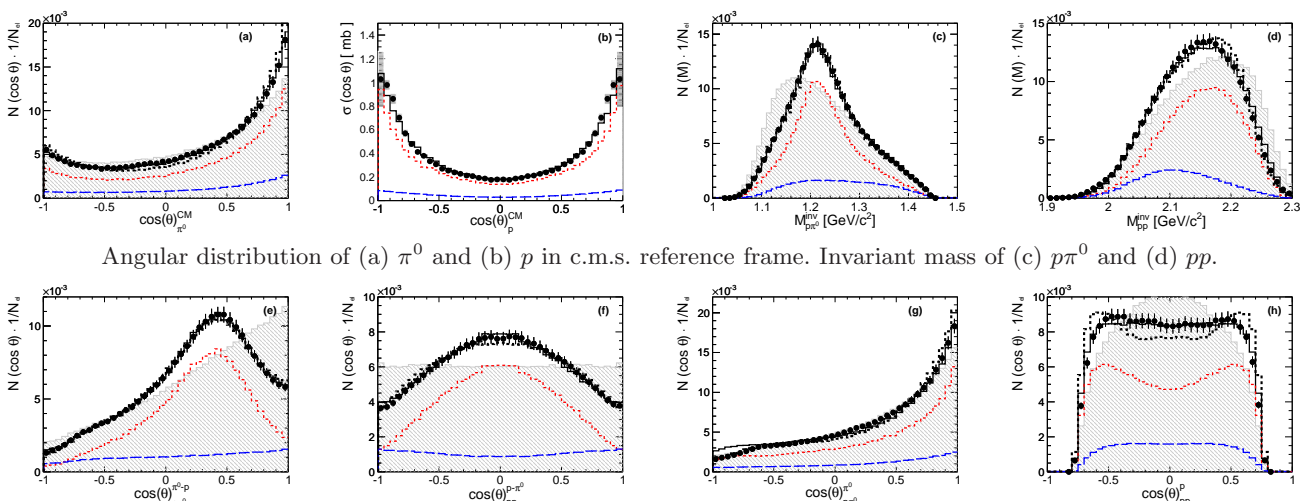 ×10⁻³
(a)
N (cos θ) · 1/N_el
20
15
10
5
0
-1 -0.5 0 0.5 1
cos(θ)^CM_π⁰
(b)
σ (cos θ) [ mb]
1.4
1.2
1
0.8
0.6
0.4
0.2
0
-1 -0.5 0 0.5 1
cos(θ)^CM_p
×10⁻³
(c)
N (M) · 1/N_el
15
10
5
0
1 1.1 1.2 1.3 1.4 1.5
M^inv_pπ⁰ [GeV/c²]
×10⁻³
(d)
N (M) · 1/N_el
15
10
5
0
1.9 2 2.1 2.2 2.3
M^inv_pp [GeV/c²]
Angular distribution of (a) π⁰ and (b) p in c.m.s. reference frame. Invariant mass of (c) pπ⁰ and (d) pp.
×10⁻³
(e)
N (cos θ) · 1/N_el
10
5
0
-1 -0.5 0 0.5 1
cos(θ)^π⁰-p
×10⁻³
(f)
N (cos θ) · 1/N_el
10
8
6
4
2
0
-1 -0.5 0 0.5 1
cos(θ)^p-π⁰
×10⁻³
(g)
N (cos θ) · 1/N_el
20
15
10
5
0
-1 -0.5 0 0.5 1
cos(θ)^π⁰
×10⁻³
(h)
N (cos θ) · 1/N_el
10
8
6
4
2
0
-1 -0.5 0 0.5 1
cos(θ)^p_pp